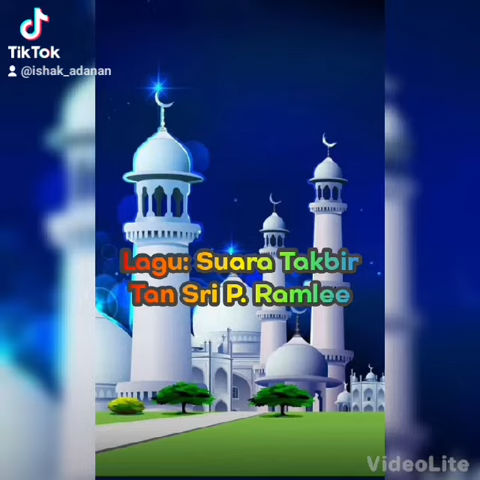 TikTok
@ishak_adanan
Lagu: Suara Takbir
Tan Sri P. Ramlee
VideoLite